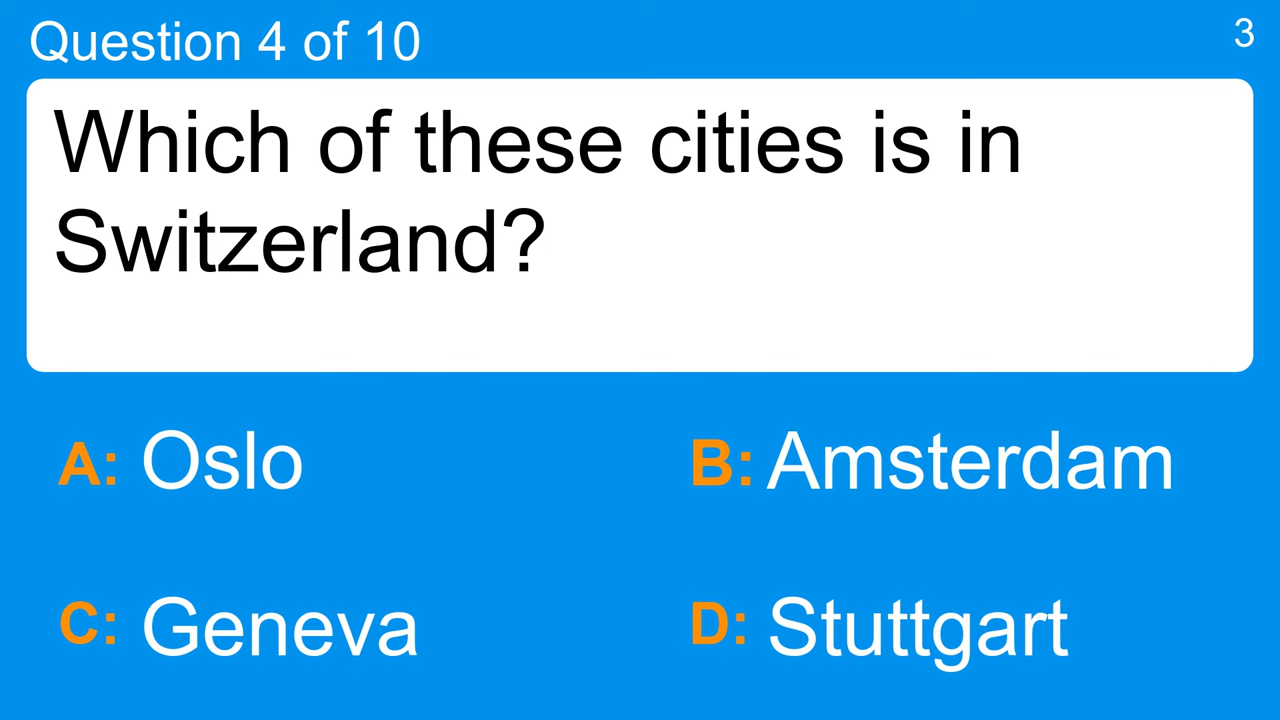 Question 4 of 10
3
Which of these cities is in
Switzerland?
A: Oslo
B: Amsterdam
C: Geneva
D: Stuttgart